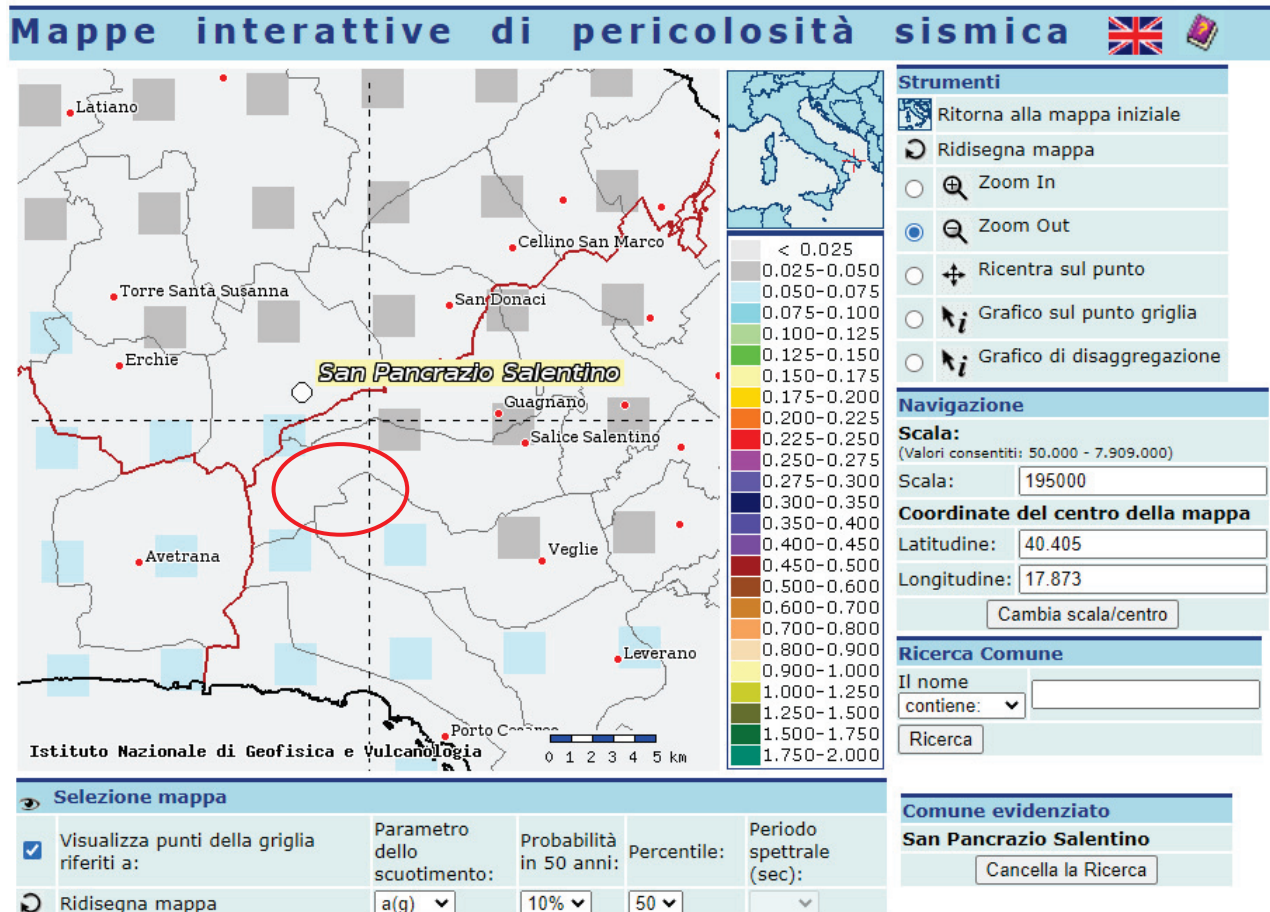 Mappe interattive di pericolosità sismica
Latiano
Cellino San Marco
Torre Santa Susanna
San Donaci
Erchie
San Pancrazio Salentino
Guagnano
Salice Salentino
Avetrana
Veglie
Leverano
Porto
Istituto Nazionale di Geofisica e Vulcanologia
0 1 2 3 4 5 km
< 0.025
0.025-0.050
0.050-0.075
0.075-0.100
0.100-0.125
0.125-0.150
0.150-0.175
0.175-0.200
0.200-0.225
0.225-0.250
0.250-0.275
0.275-0.300
0.300-0.350
0.350-0.400
0.400-0.450
0.450-0.500
0.500-0.600
0.600-0.700
0.700-0.800
0.800-0.900
0.900-1.000
1.000-1.250
1.250-1.500
1.500-1.750
1.750-2.000
Strumenti
Ritorna alla mappa iniziale
Ridisegna mappa
Zoom In
Zoom Out
Ricentra sul punto
i Grafico sul punto griglia
i Grafico di disaggregazione
Navigazione
Scala:
(Valori consentiti: 50.000 - 7.909.000)
Scala: 195000
Coordinate del centro della mappa
Latitudine: 40.405
Longitudine: 17.873
Cambia scala/centro
Ricerca Comune
Il nome
contiene:
Ricerca
Selezione mappa
Visualizza punti della griglia
riferiti a:
Parametro
dello
scuotimento:
Probabilità
in 50 anni:
Percentile:
Periodo
spettrale
(sec):
Ridisegna mappa
a(g)
10%
50
Comune evidenziato
San Pancrazio Salentino
Cancella la Ricerca